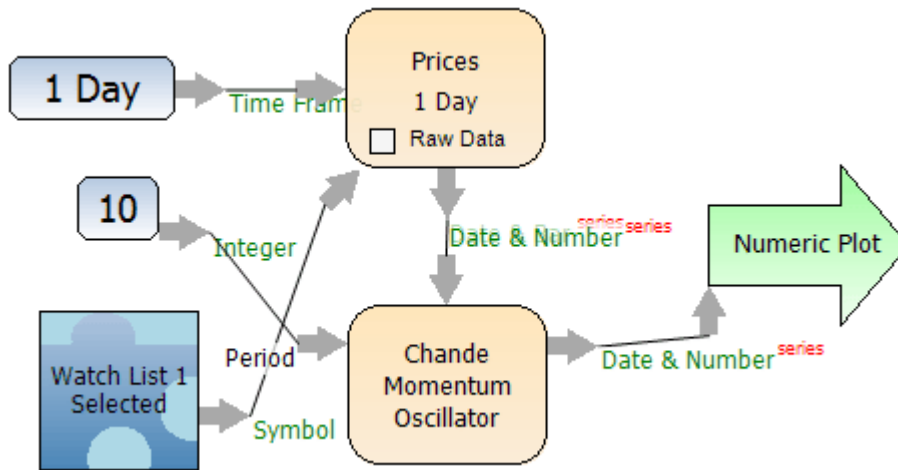 1 Day
Time Frame
Prices
1 Day
Raw Data
10
Integer
Date & Number series series
Numeric Plot
Watch List 1
Selected
Period
Symbol
Chande
Momentum
Oscillator
Date & Number series